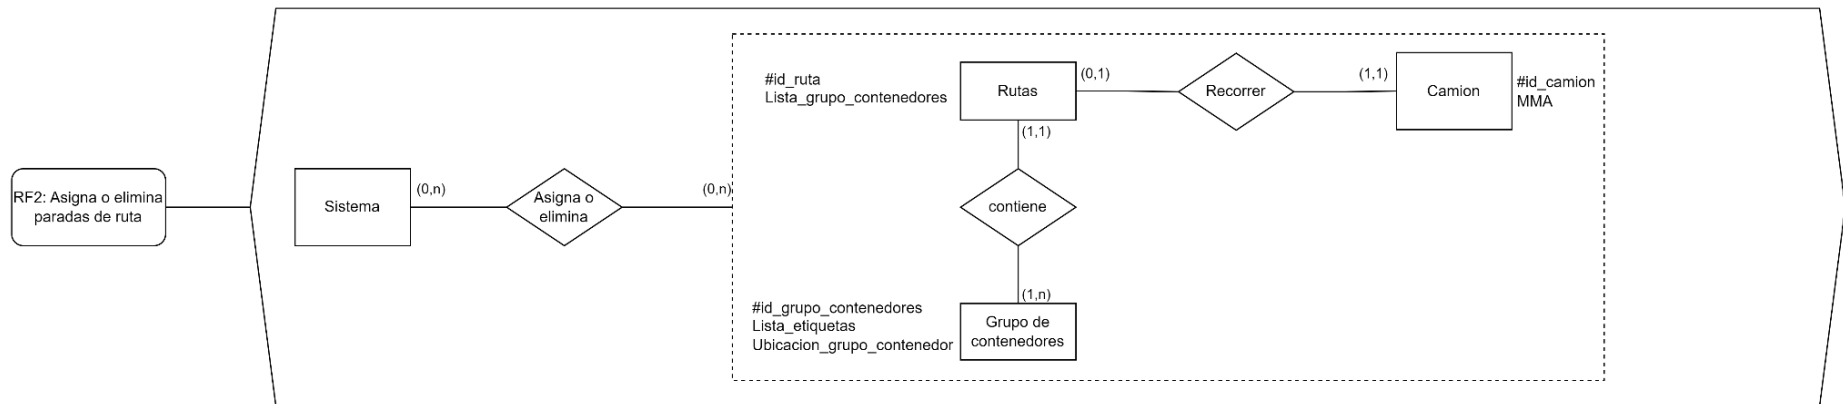 RF2: Asigna o elimina
paradas de ruta
Sistema
(0,n)
Asigna o
elimina
(0,n)
#id_ruta
Lista_grupo_contenedores
Rutas
(0,1)
Recorrer
(1,1)
Camion
#id_camion
MMA
(1,1)
contiene
(1,n)
#id_grupo_contenedores
Lista_etiquetas
Ubicacion_grupo_contenedor
Grupo de
contenedores